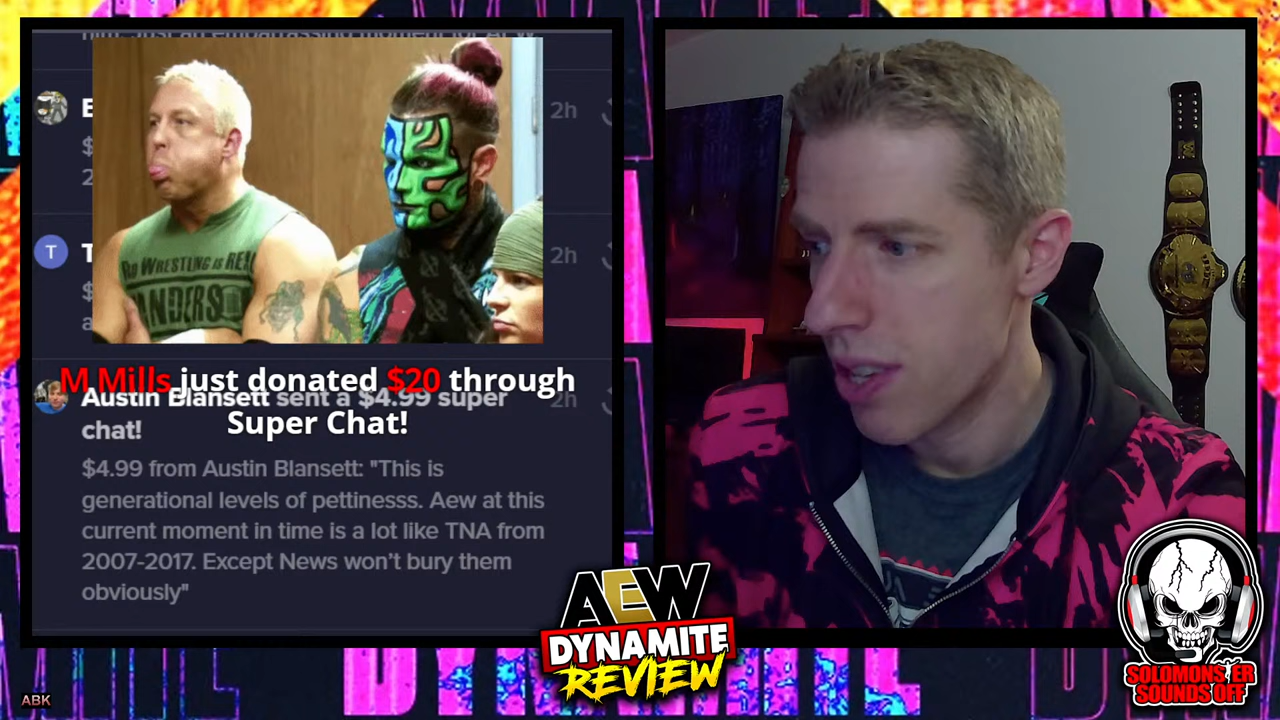 2h
T
2h
RO WRESTLING IS REA
ANDERSO
M Mills just donated $20 through
Super Chat!
Austin Blansett sent a $4.99 super
chat!
2h
$4.99 from Austin Blansett: "This is
generational levels of pettinesss. Aew at this
current moment in time is a lot like TNA from
2007-2017. Except News won't bury them
obviously"
AEW
DYNAMITE
REVIEW
SOLOMONSTER
SOUNDS OFF
ABK